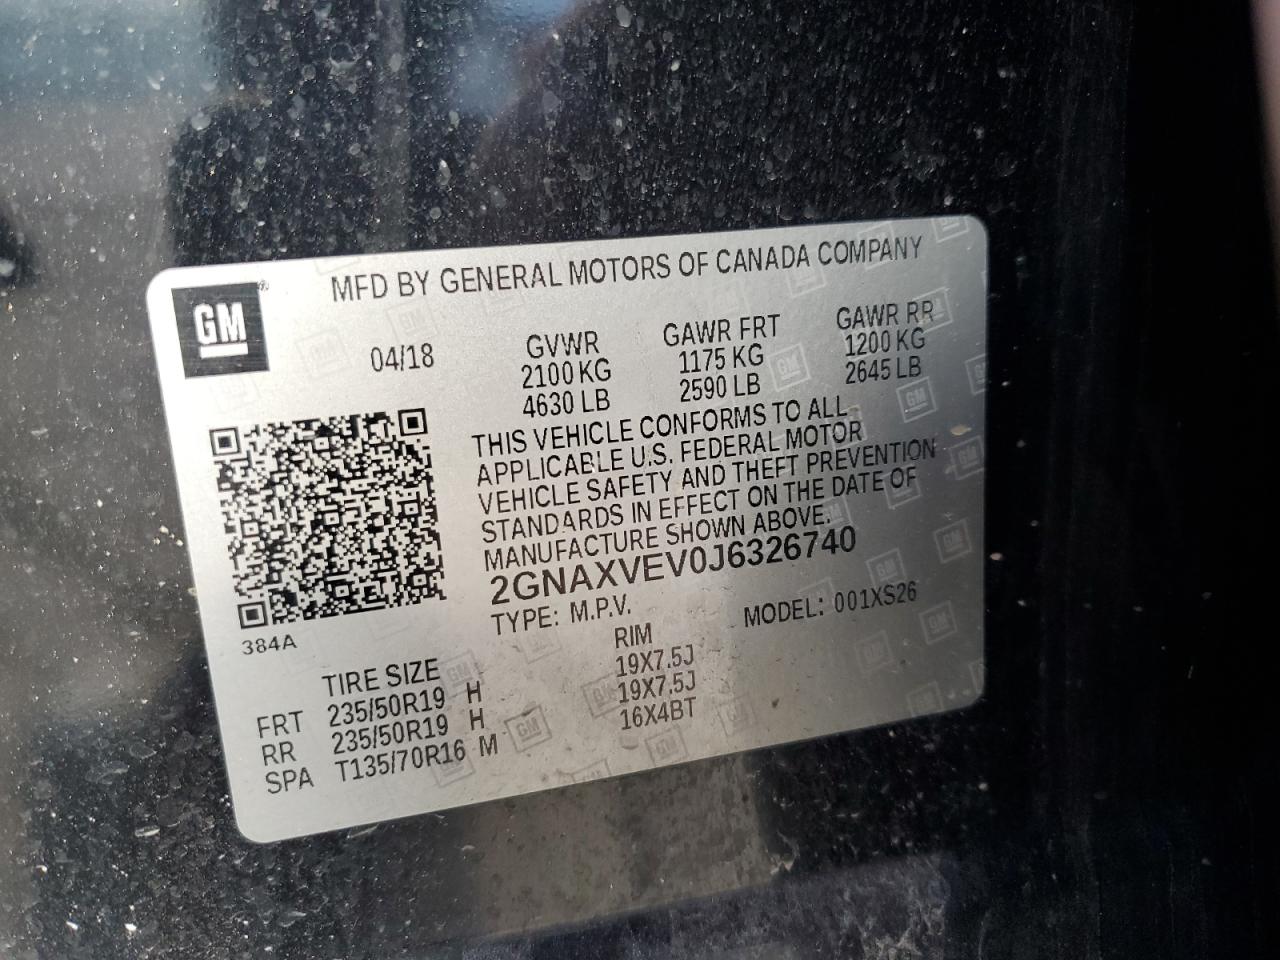 MFD BY GENERAL MOTORS OF CANADA COMPANY
GM
04/18
GVWR
2100 KG
4630 LB
GAWR FRT
1175 KG
2590 LB
GAWR RR
1200 KG
2645 LB
THIS VEHICLE CONFORMS TO ALL
APPLICABLE U.S. FEDERAL MOTOR
VEHICLE SAFETY AND THEFT PREVENTION
STANDARDS IN EFFECT ON THE DATE OF
MANUFACTURE SHOWN ABOVE.
2GNAXVEV0J6326740
TYPE: M.P.V. MODEL: 001XS26
384A
TIRE SIZE RIM
FRT 235/50R19 H 19X7.5J
RR 235/50R19 H 19X7.5J
SPA T135/70R16 M 16X4BT